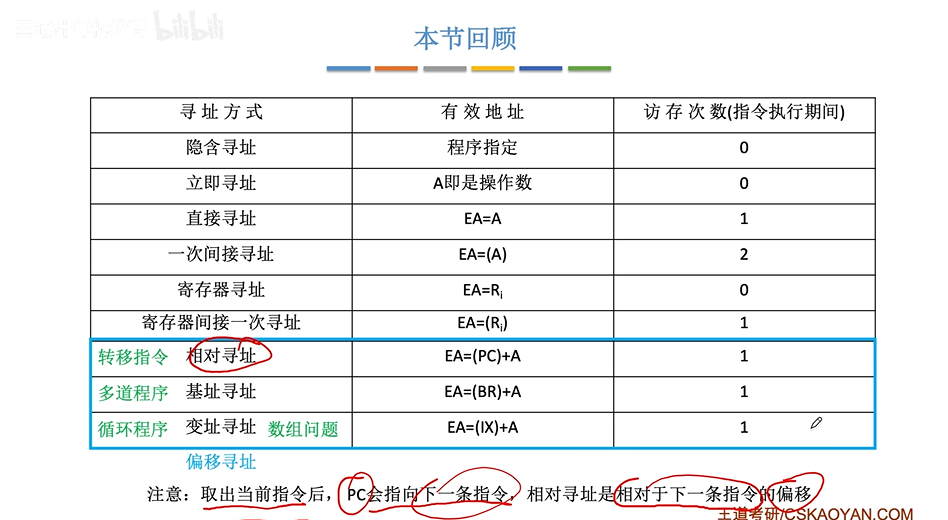 王道计算机教育 bilibili
本节回顾
寻址方式 有效地址 访存次数(指令执行期间)
隐含寻址 程序指定 0
立即寻址 A即是操作数 0
直接寻址 EA=A 1
一次间接寻址 EA=(A) 2
寄存器寻址 EA=Rᵢ 0
寄存器间接一次寻址 EA=(Rᵢ) 1
转移指令 相对寻址 EA=(PC)+A 1
多道程序 基址寻址 EA=(BR)+A 1
循环程序 变址寻址 数组问题 EA=(IX)+A 1
偏移寻址
注意：取出当前指令后，PC会指向下一条指令，相对寻址是相对于下一条指令的偏移
王道考研/CSKAOYAN.COM